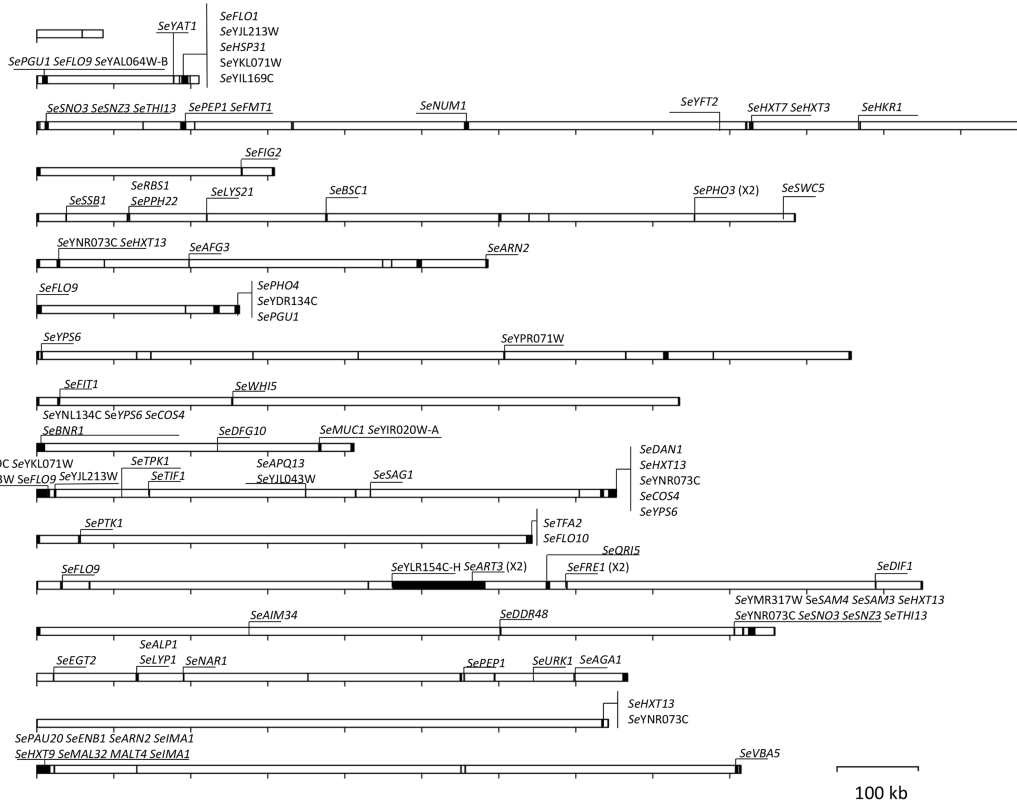 SeFLO1
SeYAT1
SeYJL213W
SeHSP31
SePGU1 SeFLO9 SeYAL064W-B
SeYKL071W
SeYIL169C
SeSNO3 SeSNZ3 SeTHI13
SePEP1 SeFMT1
SeNUM1
SeYFT2
SeHXT7 SeHXT3
SeHKR1
SeFIG2
SeRBS1
SeSSB1
SePPH22
SeLYS21
SeBSC1
SePHO3 (X2)
SeSWC5
SeYNR073C SeHXT13
SeAFG3
SeARN2
SeFLO9
SePHO4
SeYDR134C
SePGU1
SeYPS6
SeYPR071W
SeFIT1
SeWHI5
SeYNL134C SeYPS6 SeCOS4
SeBNR1
SeDFG10
SeMUC1 SeYIR020W-A
9C SeYKL071W
3W SeFLO9
SeYJL213W
SeTPK1
SeTIF1
SeAPQ13
SeYJL043W
SeSAG1
SeDAN1
SeHXT13
SeYNR073C
SeCOS4
SeYPS6
SePTK1
SeTFA2
SeFLO10
SeFLO9
SeYLR154C-H
SeART3 (X2)
SeQRI5
SeFRE1 (X2)
SeDIF1
SeYMR317W SeSAM4 SeSAM3 SeHXT13
SeAIM34
SeDDR48
SeYNR073C SeSNO3 SeSNZ3 SeTHI13
SeALP1
SeEGT2
SeLYP1
SeNAR1
SePEP1
SeURK1
SeAGA1
SeHXT13
SeYNR073C
SePAU20 SeENB1 SeARN2 SeIMA1
SeHXT9 SeMAL32 MALT4 SeIMA1
SeVBA5
100 kb